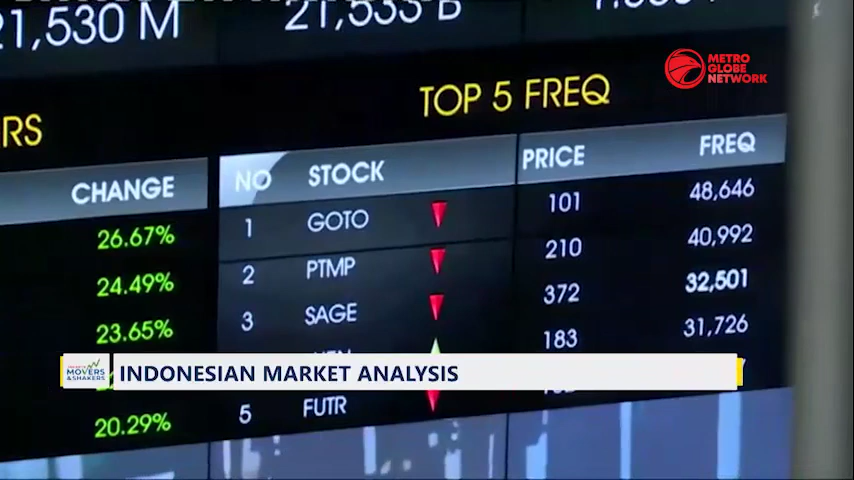 21,530 M
21,533 B
METRO
GLOBE
NETWORK
TOP 5 FREQ
RS
CHANGE
NO STOCK PRICE FREQ
26.67%
1 GOTO 101 48,646
24.49%
2 PTMP 210 40,992
23.65%
3 SAGE 372 32,501
183 31,726
MOVERS
&SHAKERS
INDONESIAN MARKET ANALYSIS
20.29%
5 FUTR